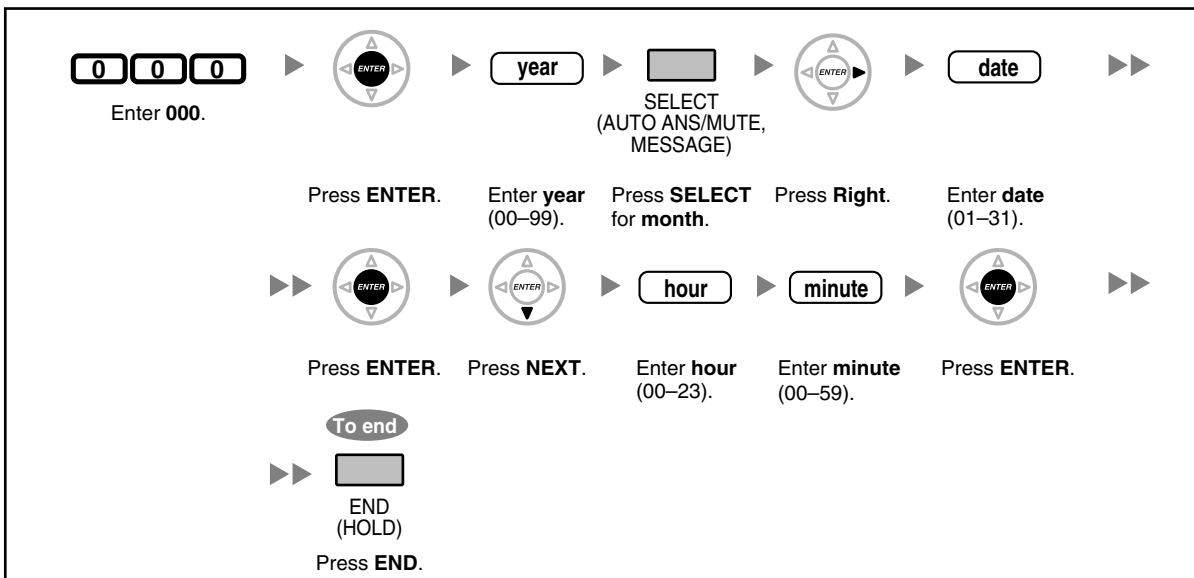 0 0 0
ENTER
year
ENTER
date
Enter 000.
SELECT
(AUTO ANS/MUTE,
MESSAGE)
Press ENTER.
Enter year
(00–99).
Press SELECT
for month.
Press Right.
Enter date
(01–31).
ENTER
ENTER
hour
minute
ENTER
Press ENTER.
Press NEXT.
Enter hour
(00–23).
Enter minute
(00–59).
Press ENTER.
To end
END
(HOLD)
Press END.